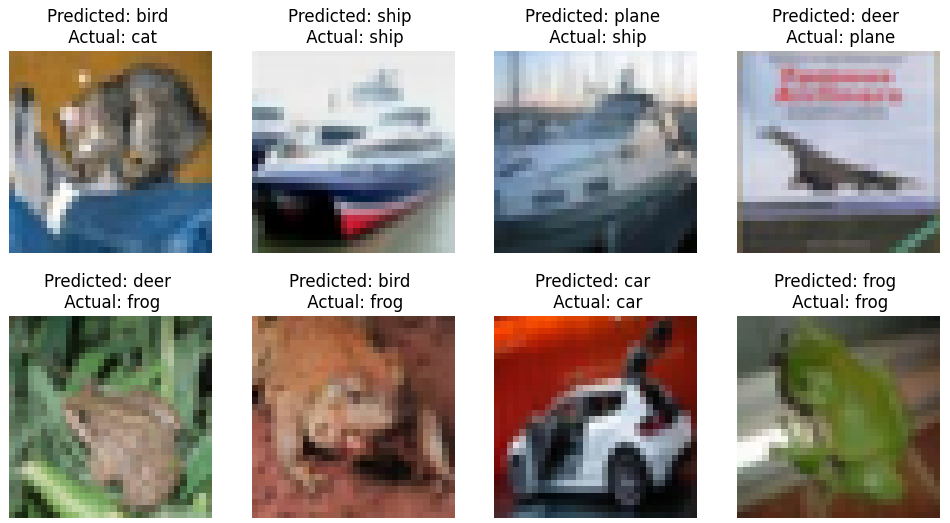 Predicted: bird
Actual: cat
Predicted: ship
Actual: ship
Predicted: plane
Actual: ship
Predicted: deer
Actual: plane
Predicted: deer
Actual: frog
Predicted: bird
Actual: frog
Predicted: car
Actual: car
Predicted: frog
Actual: frog